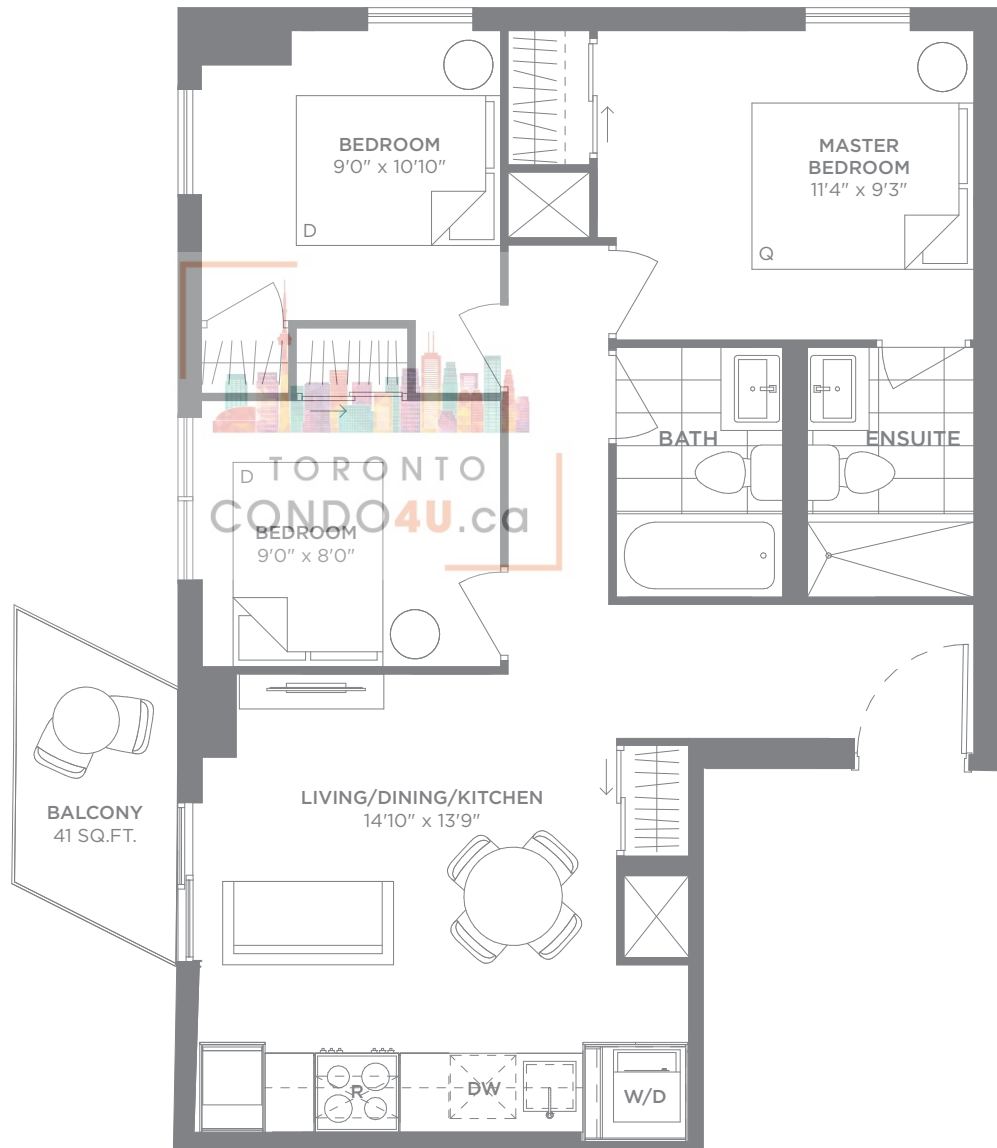 BEDROOM
9'0" x 10'10"
D
MASTER
BEDROOM
11'4" x 9'3"
Q
BATH
ENSUITE
TORONTO
CONDO4U.ca
D
BEDROOM
9'0" x 8'0"
BALCONY
41 SQ.FT.
LIVING/DINING/KITCHEN
14'10" x 13'9"
R
DW
W/D